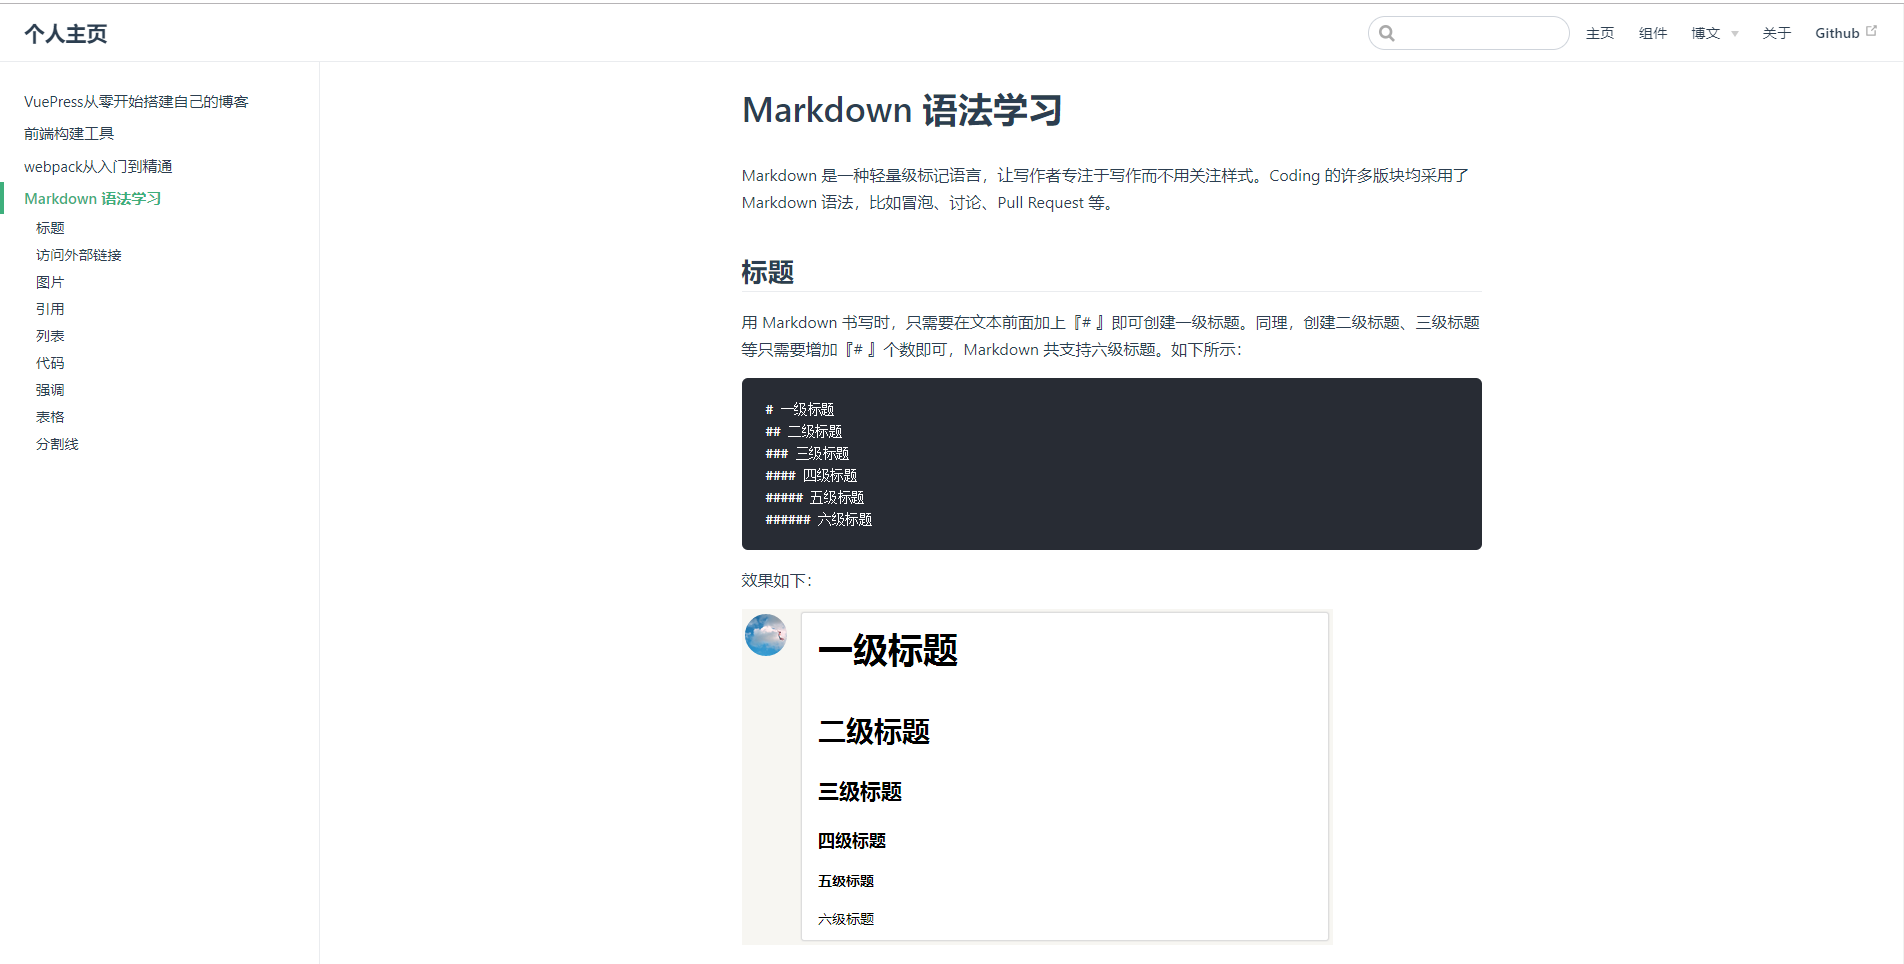 个人主页
主页 组件 博文 关于 Github
VuePress从零开始搭建自己的博客
前端构建工具
webpack从入门到精通
Markdown 语法学习
标题
访问外部链接
图片
引用
列表
代码
强调
表格
分割线
Markdown 语法学习
Markdown 是一种轻量级标记语言，让写作者专注于写作而不用关注样式。Coding 的许多版块均采用了
Markdown 语法，比如冒泡、讨论、Pull Request 等。
标题
用 Markdown 书写时，只需要在文本前面加上『# 』即可创建一级标题。同理，创建二级标题、三级标题
等只需要增加『# 』个数即可，Markdown 共支持六级标题。如下所示：
# 一级标题
## 二级标题
### 三级标题
#### 四级标题
##### 五级标题
###### 六级标题
效果如下：
一级标题
二级标题
三级标题
四级标题
五级标题
六级标题